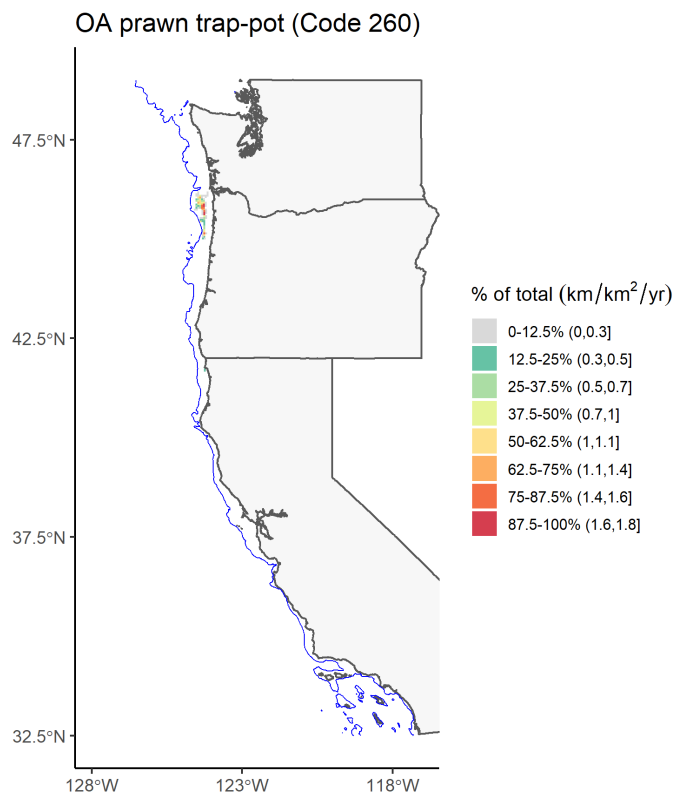 OA prawn trap-pot (Code 260)
47.5°N
42.5°N
37.5°N
32.5°N
128°W
123°W
118°W
% of total (km/km²/yr)
0-12.5% (0,0.3]
12.5-25% (0.3,0.5]
25-37.5% (0.5,0.7]
37.5-50% (0.7,1]
50-62.5% (1,1.1]
62.5-75% (1.1,1.4]
75-87.5% (1.4,1.6]
87.5-100% (1.6,1.8]